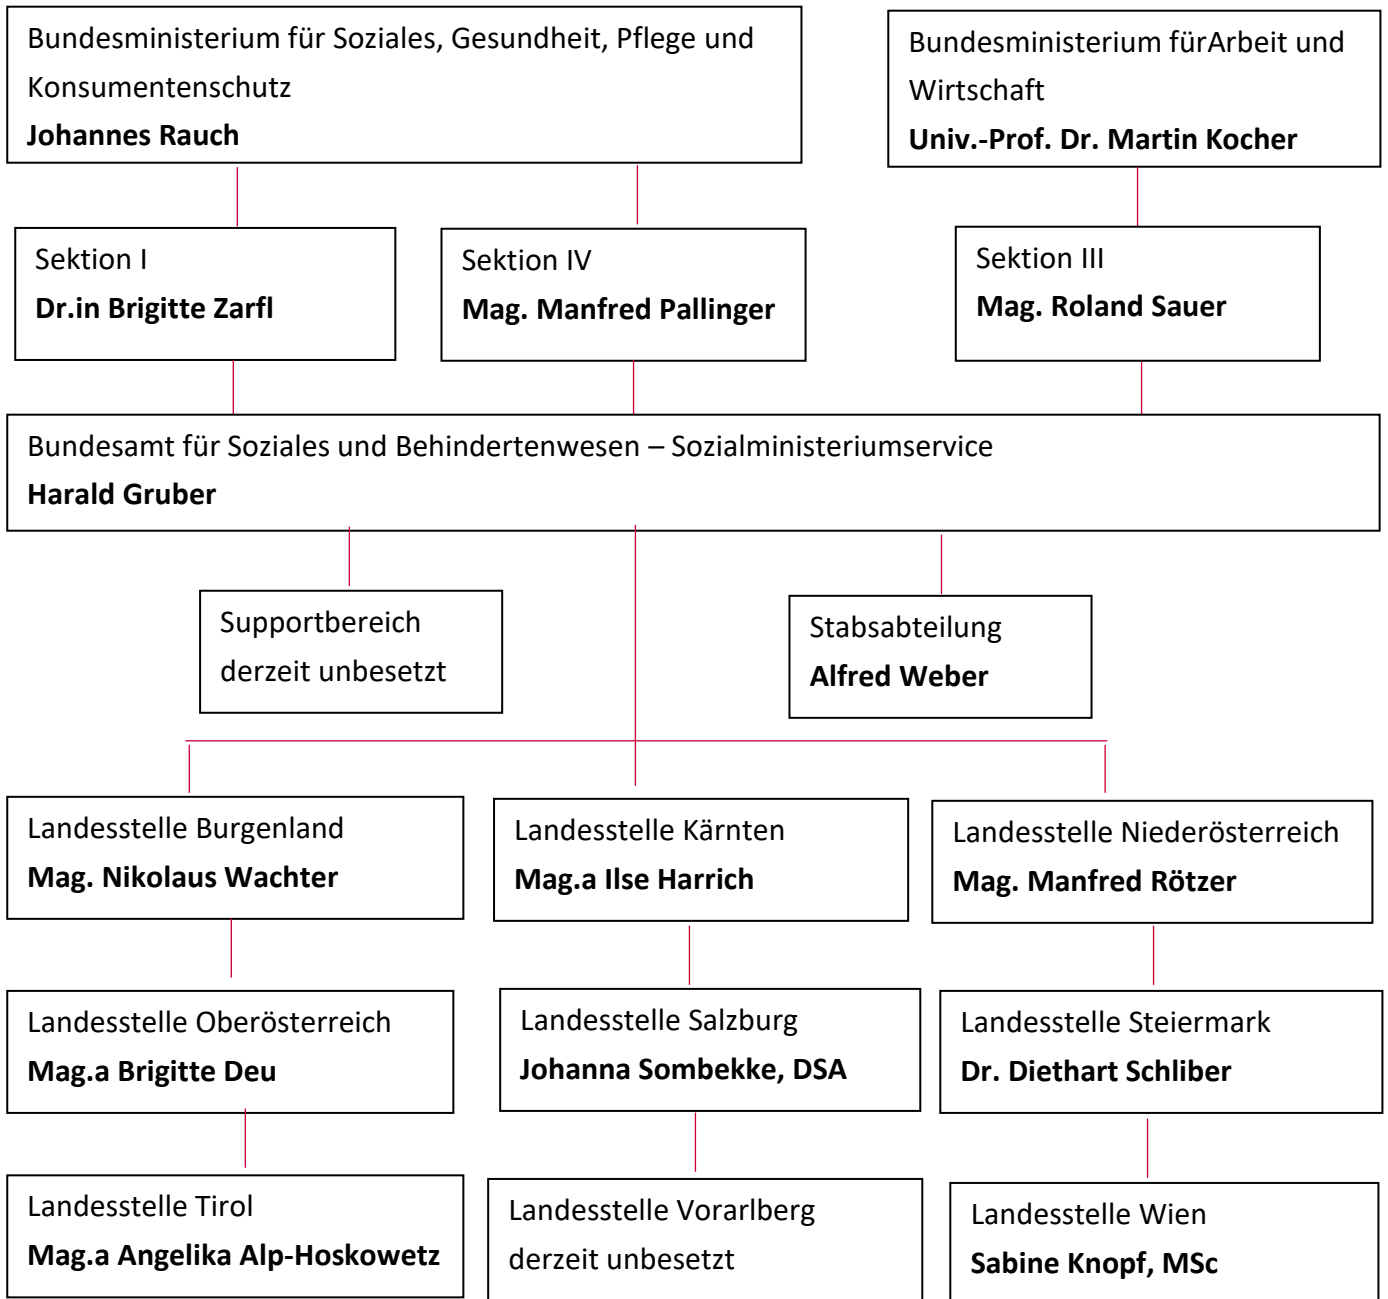 Bundesministerium für Soziales, Gesundheit, Pflege und
Konsumentenschutz
Johannes Rauch
Bundesministerium fürArbeit und
Wirtschaft
Univ.-Prof. Dr. Martin Kocher
Sektion I
Dr.in Brigitte Zarfl
Sektion IV
Mag. Manfred Pallinger
Sektion III
Mag. Roland Sauer
Bundesamt für Soziales und Behindertenwesen – Sozialministeriumservice
Harald Gruber
Supportbereich
derzeit unbesetzt
Stabsabteilung
Alfred Weber
Landesstelle Burgenland
Mag. Nikolaus Wachter
Landesstelle Kärnten
Mag.a Ilse Harrich
Landesstelle Niederösterreich
Mag. Manfred Rötzer
Landesstelle Oberösterreich
Mag.a Brigitte Deu
Landesstelle Salzburg
Johanna Sombekke, DSA
Landesstelle Steiermark
Dr. Diethart Schliber
Landesstelle Tirol
Mag.a Angelika Alp-Hoskowetz
Landesstelle Vorarlberg
derzeit unbesetzt
Landesstelle Wien
Sabine Knopf, MSc